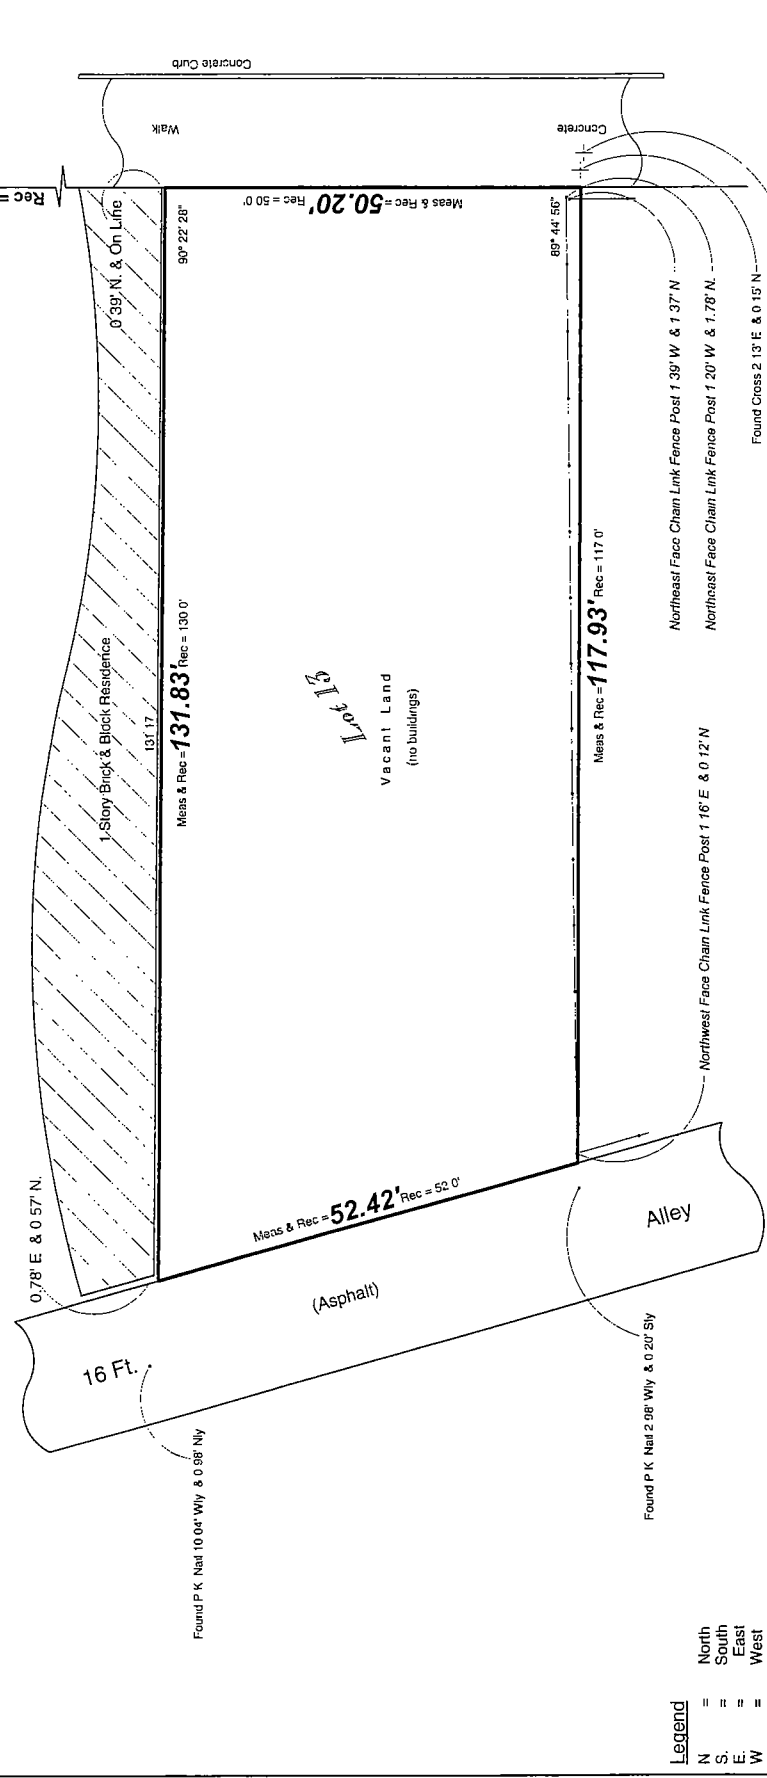 Concrete Curb
Walk
Concrete
Rec =
0 39' N. & On Line
90° 22' 28"
Meas & Rec = 50.20' Rec = 50 0'
89° 44' 56"
1 Story Brick & Block Residence
131 17
Meas & Rec = 131.83' Rec = 130 0'
Lot 13
Vacant Land
(no buildings)
Meas & Rec = 117.93' Rec = 117 0'
Northeast Face Chain Link Fence Post 1 39' W & 1 37' N
Northeast Face Chain Link Fence Post 1 20' W & 1.78' N.
Found Cross 2 13' E & 0 15' N
Northwest Face Chain Link Fence Post 1 16' E & 0 12' N
0.78' E. & 0 57' N.
Meas & Rec = 52.42' Rec = 52 0'
16 Ft.
(Asphalt)
Alley
Found P K Nail 10 04' Wly & 0 98' Nly
Found P K Nail 2 98' Wly & 0 20' Sly
Legend
N = North
S. = South
E. = East
W = West